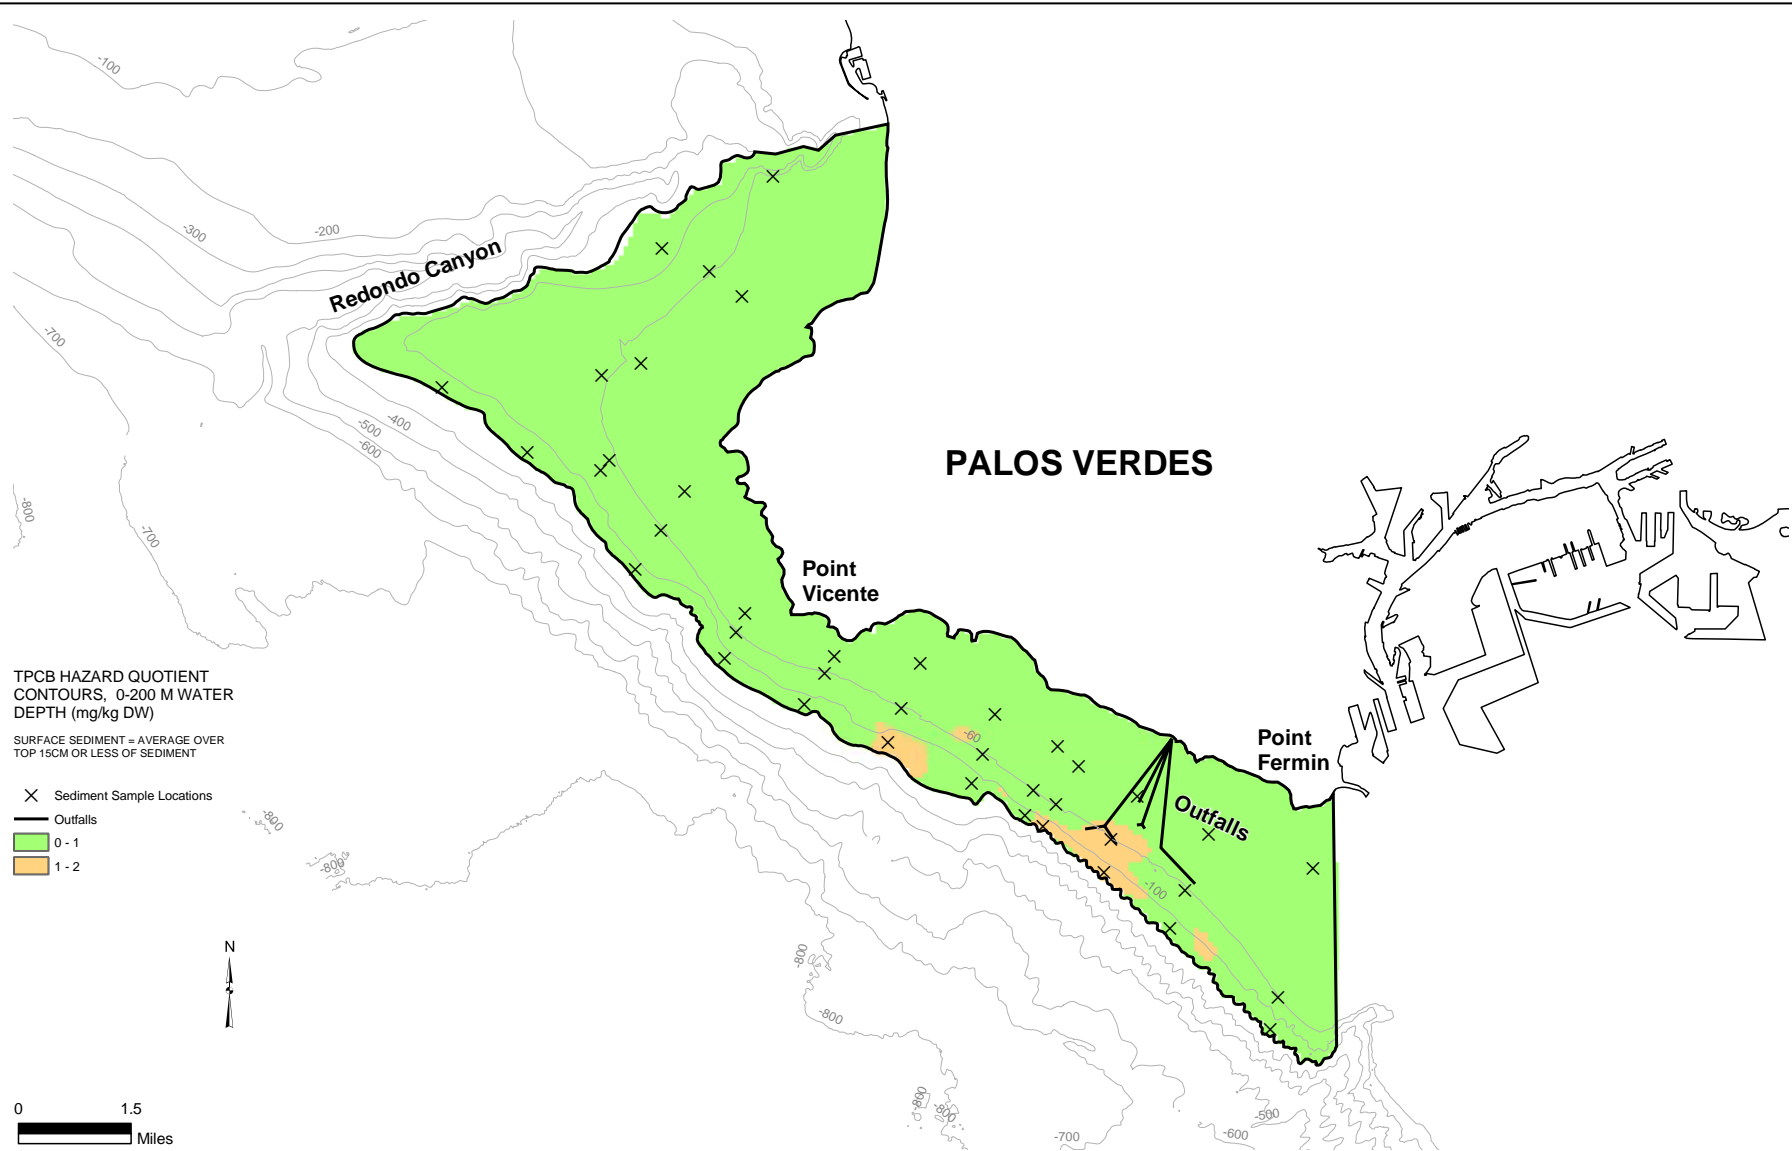 -100
-200
-300
Redondo Canyon
-700
-400
-500
-600
-800
-700
PALOS VERDES
Point
Vicente
TPCB HAZARD QUOTIENT
CONTOURS, 0-200 M WATER
DEPTH (mg/kg DW)
SURFACE SEDIMENT = AVERAGE OVER
TOP 15CM OR LESS OF SEDIMENT
Sediment Sample Locations
Outfalls
0 - 1
1 - 2
-60
Point
Fermin
Outfalls
-800
-800
-100
N
-800
-800
-800
-800
-500
-600
-700
0 1.5
Miles